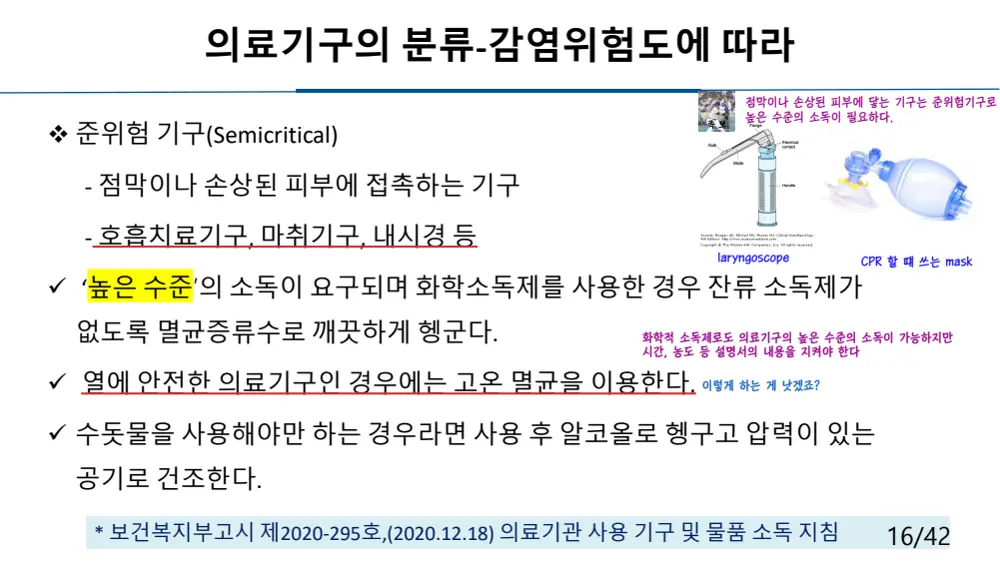 의료기구의 분류-감염위험도에 따라
점막이나 손상된 피부에 닿는 기구는 준위험기구로
높은 수준의 소독이 필요하다.
❖ 준위험 기구(Semicritical)
- 점막이나 손상된 피부에 접촉하는 기구
- 호흡치료기구, 마취기구, 내시경 등
Flange
Bulb
Electrical
contact
Blade
Handle
laryngoscope
CPR 할 떄 쓰는 mask
✓ ‘높은 수준’의 소독이 요구되며 화학소독제를 사용한 경우 잔류 소독제가
없도록 멸균증류수로 깨끗하게 헹군다.
화학적 소독제로도 의료기구의 높은 수준의 소독이 가능하지만
시간, 농도 등 설명서의 내용을 지켜야 한다
✓ 열에 안전한 의료기구인 경우에는 고온 멸균을 이용한다.
이렇게 하는 게 낫겠죠?
✓ 수돗물을 사용해야만 하는 경우라면 사용 후 알코올로 헹구고 압력이 있는
공기로 건조한다.
* 보건복지부고시 제2020-295호,(2020.12.18) 의료기관 사용 기구 및 물품 소독 지침
16/42